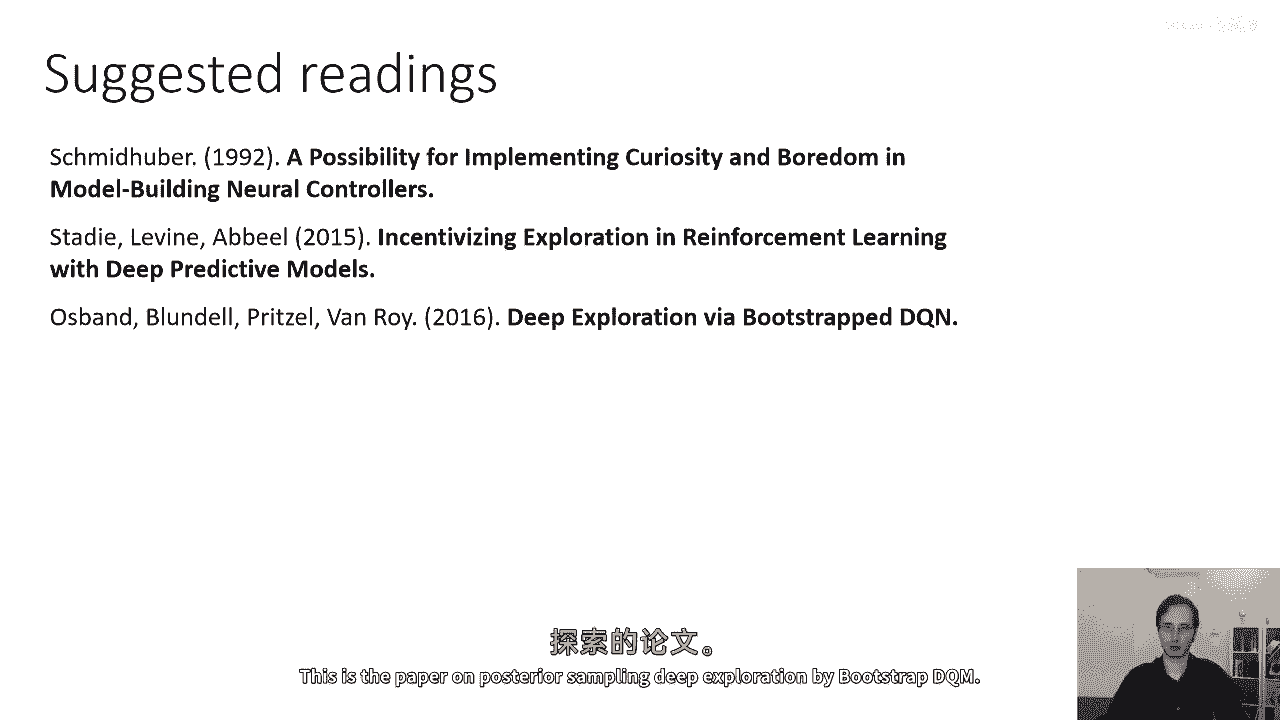 Suggested readings
Schmidhuber. (1992). A Possibility for Implementing Curiosity and Boredom in
Model-Building Neural Controllers.
Stadie, Levine, Abbeel (2015). Incentivizing Exploration in Reinforcement Learning
with Deep Predictive Models.
Osband, Blundell, Pritzel, Van Roy. (2016). Deep Exploration via Bootstrapped DQN.
探索的论文。
This is the paper on posterior sampling deep exploration by Bootstrap DQM.